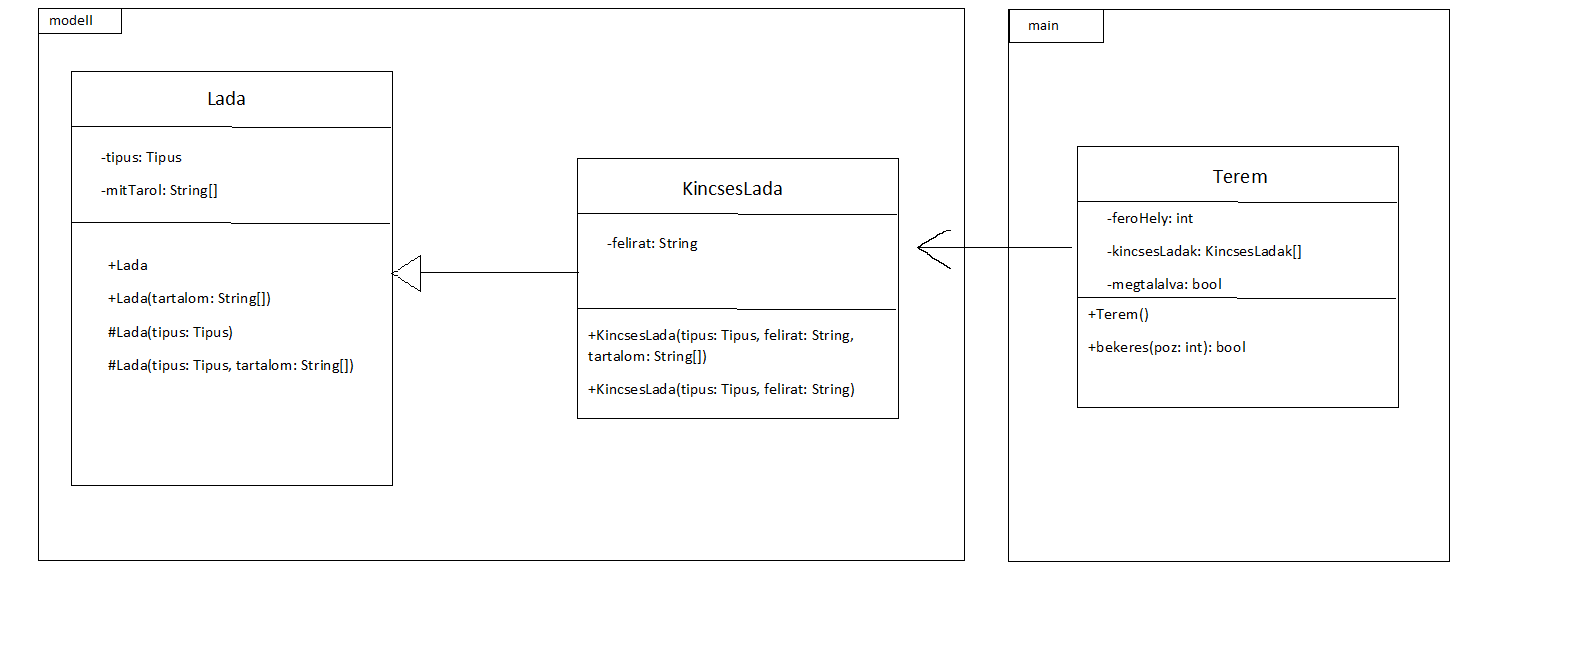 modell
Lada
-tipus: Tipus
-mitTarol: String[]
+Lada
+Lada(tartalom: String[])
#Lada(tipus: Tipus)
#Lada(tipus: Tipus, tartalom: String[])
KincsesLada
-felirat: String
+KincsesLada(tipus: Tipus, felirat: String,
tartalom: String[])
+KincsesLada(tipus: Tipus, felirat: String)
main
Terem
-feroHely: int
-kincsesLadak: KincsesLadak[]
-megtalalva: bool
+Terem()
+bekeres(poz: int): bool